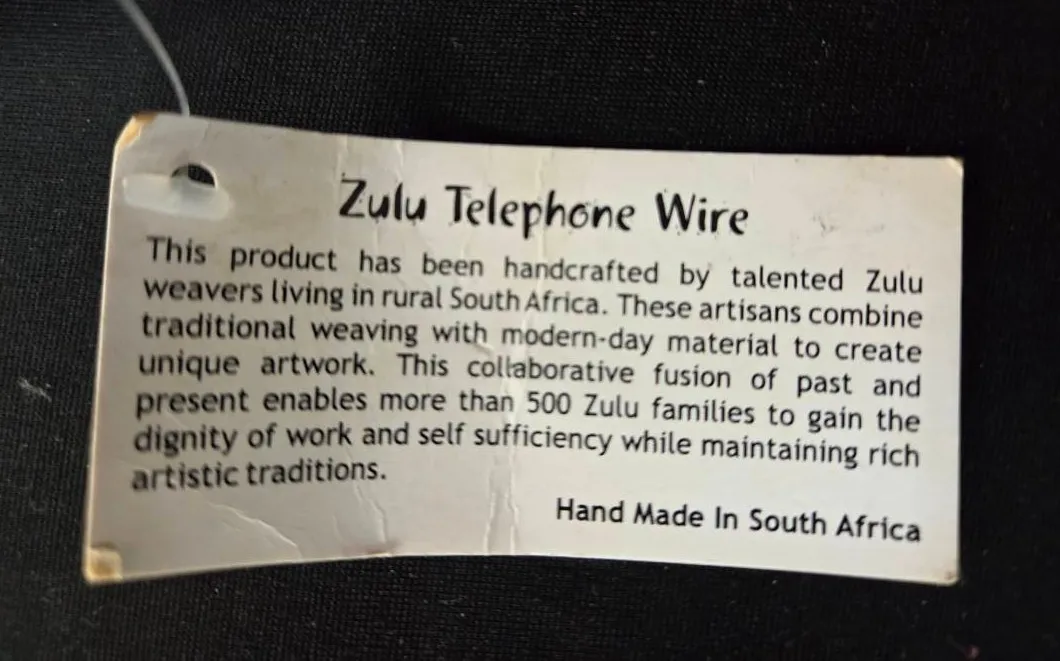 Zulu Telephone Wire
This product has been handcrafted by talented Zulu
weavers living in rural South Africa. These artisans combine
traditional weaving with modern-day material to create
unique artwork. This collaborative fusion of past and
present enables more than 500 Zulu families to gain the
dignity of work and self sufficiency while maintaining rich
artistic traditions.
Hand Made In South Africa